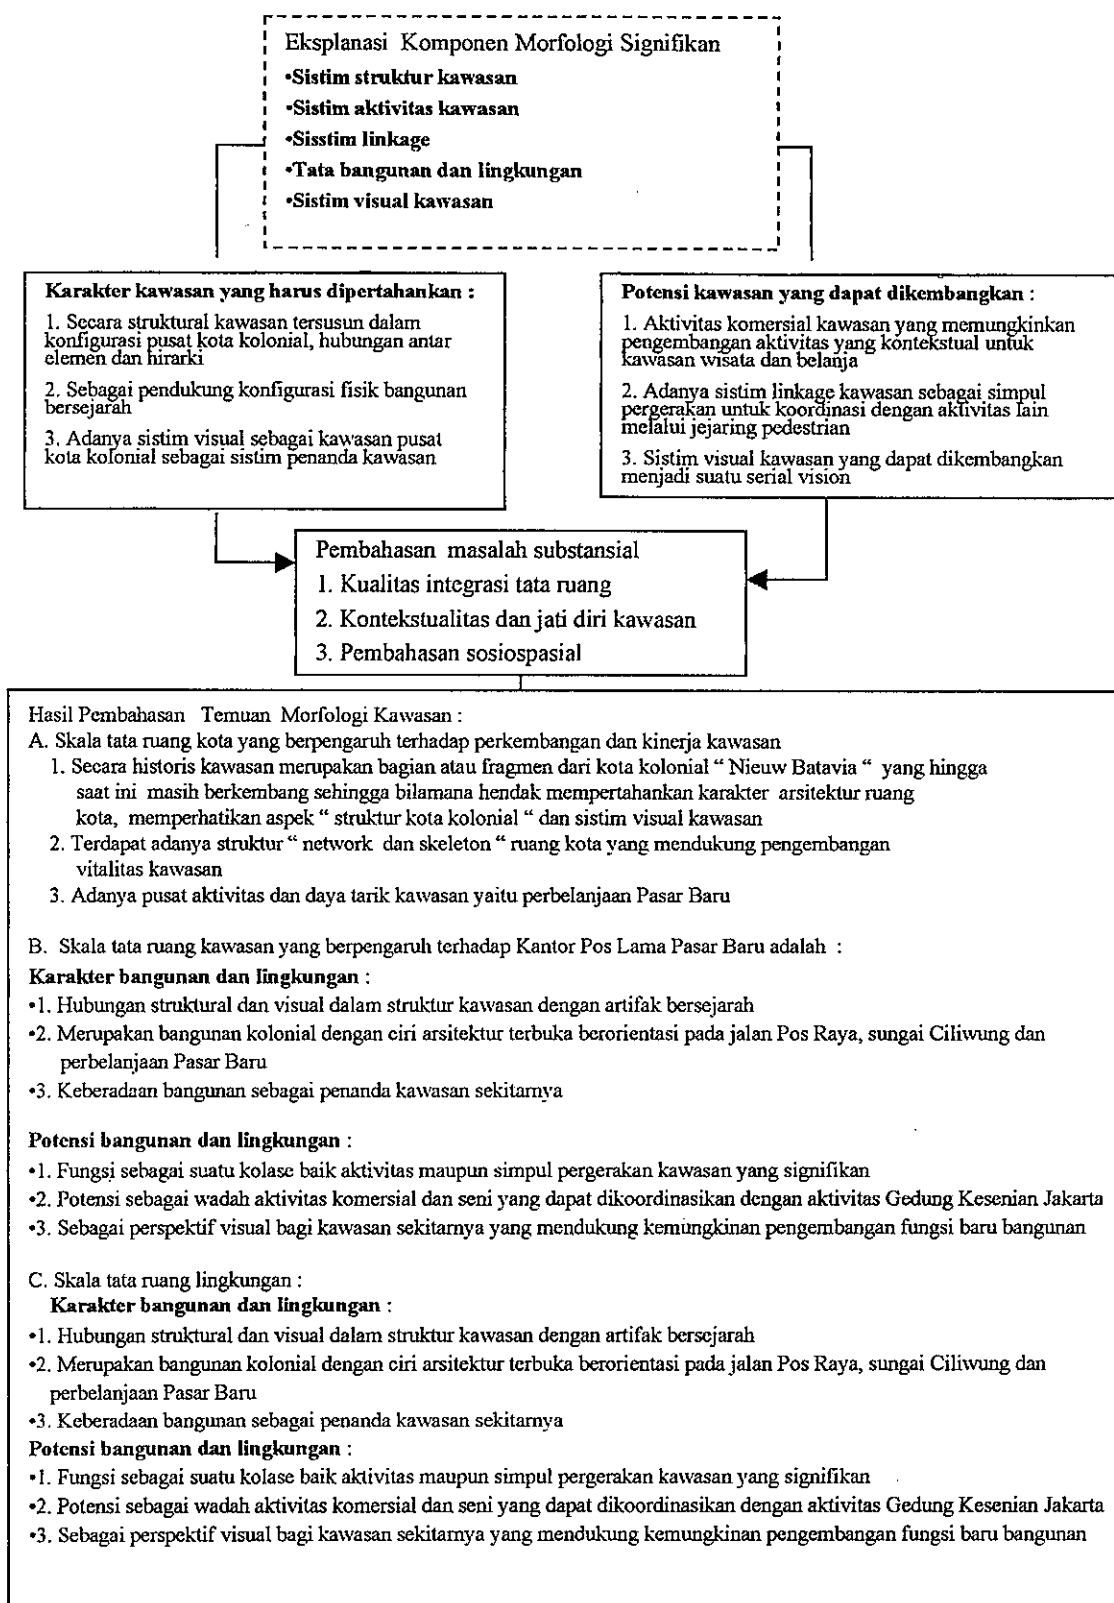 Eksplanasi Komponen Morfologi Signifikan
•Sistim struktur kawasan
•Sistim aktivitas kawasan
•Sisstim linkage
•Tata bangunan dan lingkungan
•Sistim visual kawasan
Karakter kawasan yang harus dipertahankan :
1. Secara struktural kawasan tersusun dalam
konfigurasi pusat kota kolonial, hubungan antar
elemen dan hirarki
2. Sebagai pendukung konfigurasi fisik bangunan
bersejarah
3. Adanya sistim visual sebagai kawasan pusat
kota kolonial sebagai sistim penanda kawasan
Potensi kawasan yang dapat dikembangkan :
1. Aktivitas komersial kawasan yang memungkinkan
pengembangan aktivitas yang kontekstual untuk
kawasan wisata dan belanja
2. Adanya sistim linkage kawasan sebagai simpul
pergerakan untuk koordinasi dengan aktivitas lain
melalui jejaring pedestrian
3. Sistim visual kawasan yang dapat dikembangkan
menjadi suatu serial vision
Pembahasan masalah substansial
1. Kualitas integrasi tata ruang
2. Kontekstualitas dan jati diri kawasan
3. Pembahasan sosiospasial
Hasil Pembahasan Temuan Morfologi Kawasan :
A. Skala tata ruang kota yang berpengaruh terhadap perkembangan dan kinerja kawasan
1. Secara historis kawasan merupakan bagian atau fragmen dari kota kolonial “ Nieuw Batavia “ yang hingga
saat ini masih berkembang sehingga bilamana hendak mempertahankan karakter arsitektur ruang
kota, memperhatikan aspek “ struktur kota kolonial “ dan sistim visual kawasan
2. Terdapat adanya struktur “ network dan skeleton “ ruang kota yang mendukung pengembangan
vitalitas kawasan
3. Adanya pusat aktivitas dan daya tarik kawasan yaitu perbelanjaan Pasar Baru
B. Skala tata ruang kawasan yang berpengaruh terhadap Kantor Pos Lama Pasar Baru adalah :
Karakter bangunan dan lingkungan :
•1. Hubungan struktural dan visual dalam struktur kawasan dengan artifak bersejarah
•2. Merupakan bangunan kolonial dengan ciri arsitektur terbuka berorientasi pada jalan Pos Raya, sungai Ciliwung dan
perbelanjaan Pasar Baru
•3. Keberadaan bangunan sebagai penanda kawasan sekitarnya
Potensi bangunan dan lingkungan :
•1. Fungsi sebagai suatu kolase baik aktivitas maupun simpul pergerakan kawasan yang signifikan
•2. Potensi sebagai wadah aktivitas komersial dan seni yang dapat dikoordinasikan dengan aktivitas Gedung Kesenian Jakarta
•3. Sebagai perspektif visual bagi kawasan sekitarnya yang mendukung kemungkinan pengembangan fungsi baru bangunan
C. Skala tata ruang lingkungan :
Karakter bangunan dan lingkungan :
•1. Hubungan struktural dan visual dalam struktur kawasan dengan artifak bersejarah
•2. Merupakan bangunan kolonial dengan ciri arsitektur terbuka berorientasi pada jalan Pos Raya, sungai Ciliwung dan
perbelanjaan Pasar Baru
•3. Keberadaan bangunan sebagai penanda kawasan sekitarnya
Potensi bangunan dan lingkungan :
•1. Fungsi sebagai suatu kolase baik aktivitas maupun simpul pergerakan kawasan yang signifikan
•2. Potensi sebagai wadah aktivitas komersial dan seni yang dapat dikoordinasikan dengan aktivitas Gedung Kesenian Jakarta
•3. Sebagai perspektif visual bagi kawasan sekitarnya yang mendukung kemungkinan pengembangan fungsi baru bangunan